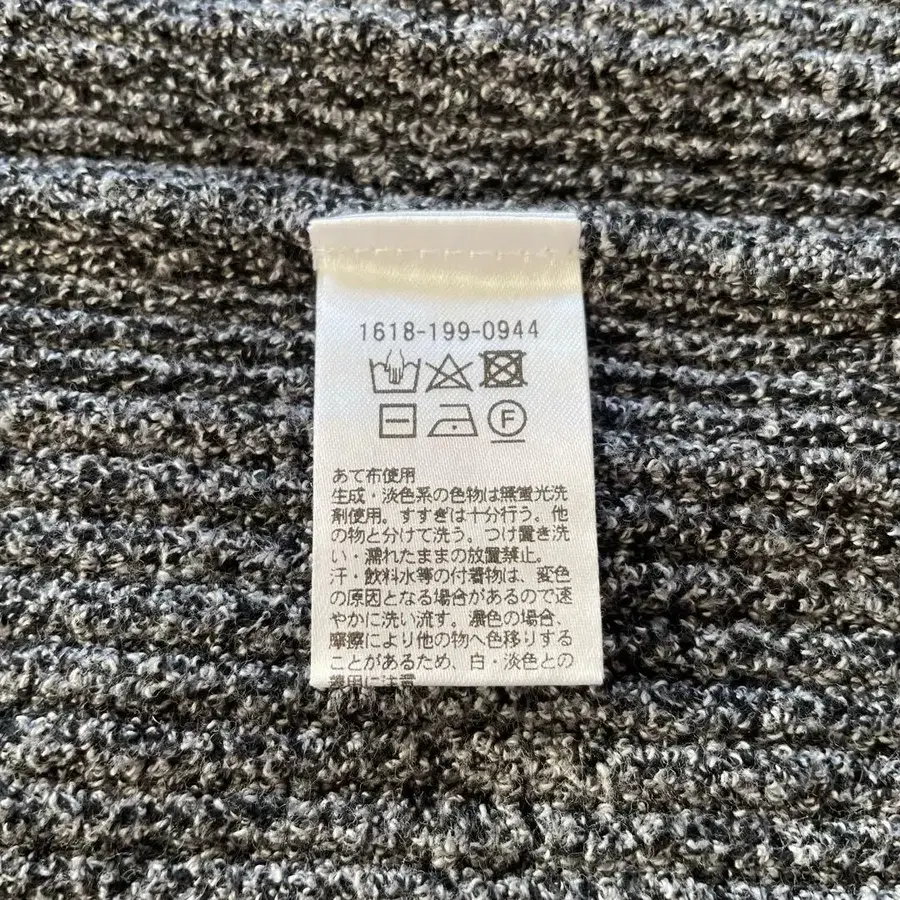 1618-199-0944
F
あて布使用
生成・淡色系の色物は無蛍光洗
剤使用。すすぎは十分行う。他
の物と分けて洗う。つけ置き洗
い・濡れたままの放置禁止。
汗・飲料水等の付着物は、変色
の原因となる場合があるので速
やかに洗い流す。濃色の場合、
摩擦により他の物へ色移りする
ことがあるため、白・淡色との
着用に注意